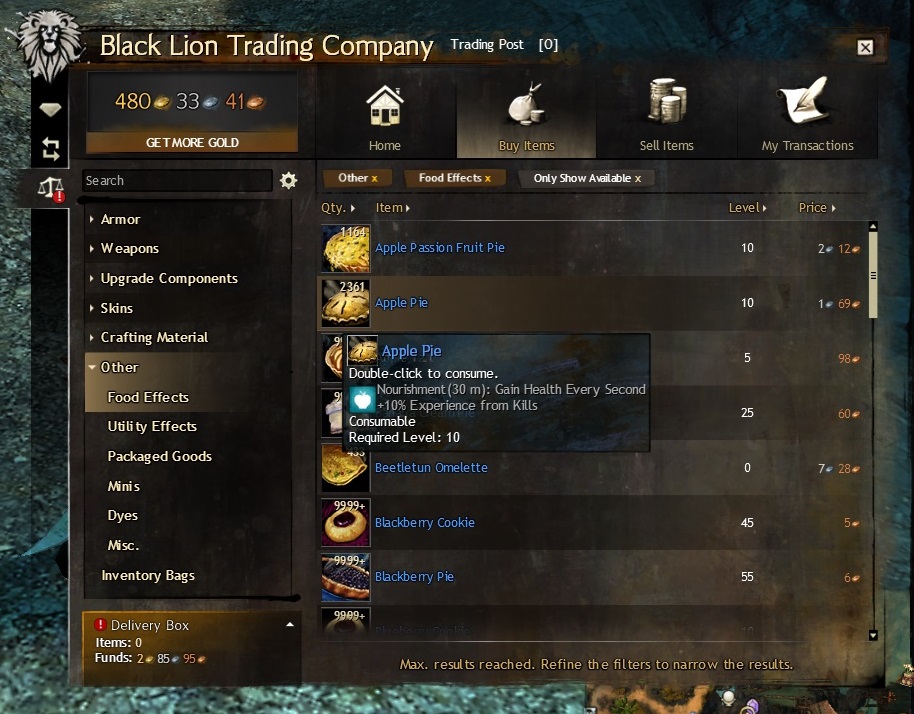 Black Lion Trading Company
Trading Post [0]
480 33 41
GET MORE GOLD
Home
Buy Items
Sell Items
My Transactions
Search
Other x
Food Effects x
Only Show Available x
Armor
Weapons
Upgrade Components
Skins
Crafting Material
Other
Food Effects
Utility Effects
Packaged Goods
Minis
Dyes
Misc.
Inventory Bags
Delivery Box
Items: 0
Funds: 2 85 95
Qty. Item Level Price
1164 Apple Passion Fruit Pie 10 2 12
2361 Apple Pie 10 1 69
5 98
25 60
Apple Pie
Double-click to consume.
Nourishment(30 m): Gain Health Every Second
+10% Experience from Kills
Consumable
Required Level: 10
Beetletun Omelette 0 7 28
9999+ Blackberry Cookie 45 5
9999+ Blackberry Pie 55 6
9999+
Max. results reached. Refine the filters to narrow the results.